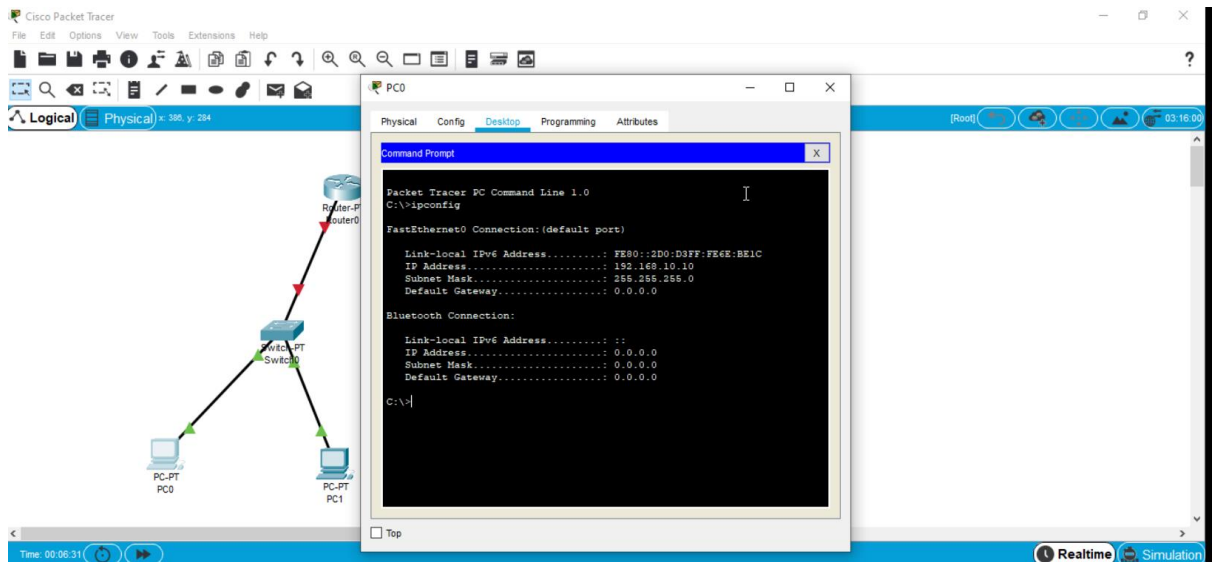 Cisco Packet Tracer
File Edit Options View Tools Extensions Help
?
PC0
Logical Physical x: 386, y: 284
[Root] 03:16:00
Physical Config Desktop Programming Attributes
Command Prompt X
Packet Tracer PC Command Line 1.0
C:\>ipconfig
FastEthernet0 Connection:(default port)
Link-local IPv6 Address.........: FE80::2D0:D3FF:FE6E:BE1C
IP Address......................: 192.168.10.10
Subnet Mask.....................: 255.255.255.0
Default Gateway.................: 0.0.0.0
Bluetooth Connection:
Link-local IPv6 Address.........: ::
IP Address......................: 0.0.0.0
Subnet Mask.....................: 0.0.0.0
Default Gateway.................: 0.0.0.0
C:\>
Router-P
Router0
Switch-PT
Switch0
PC-PT
PC0
PC-PT
PC1
Top
Time: 00:06:31
Realtime Simulation